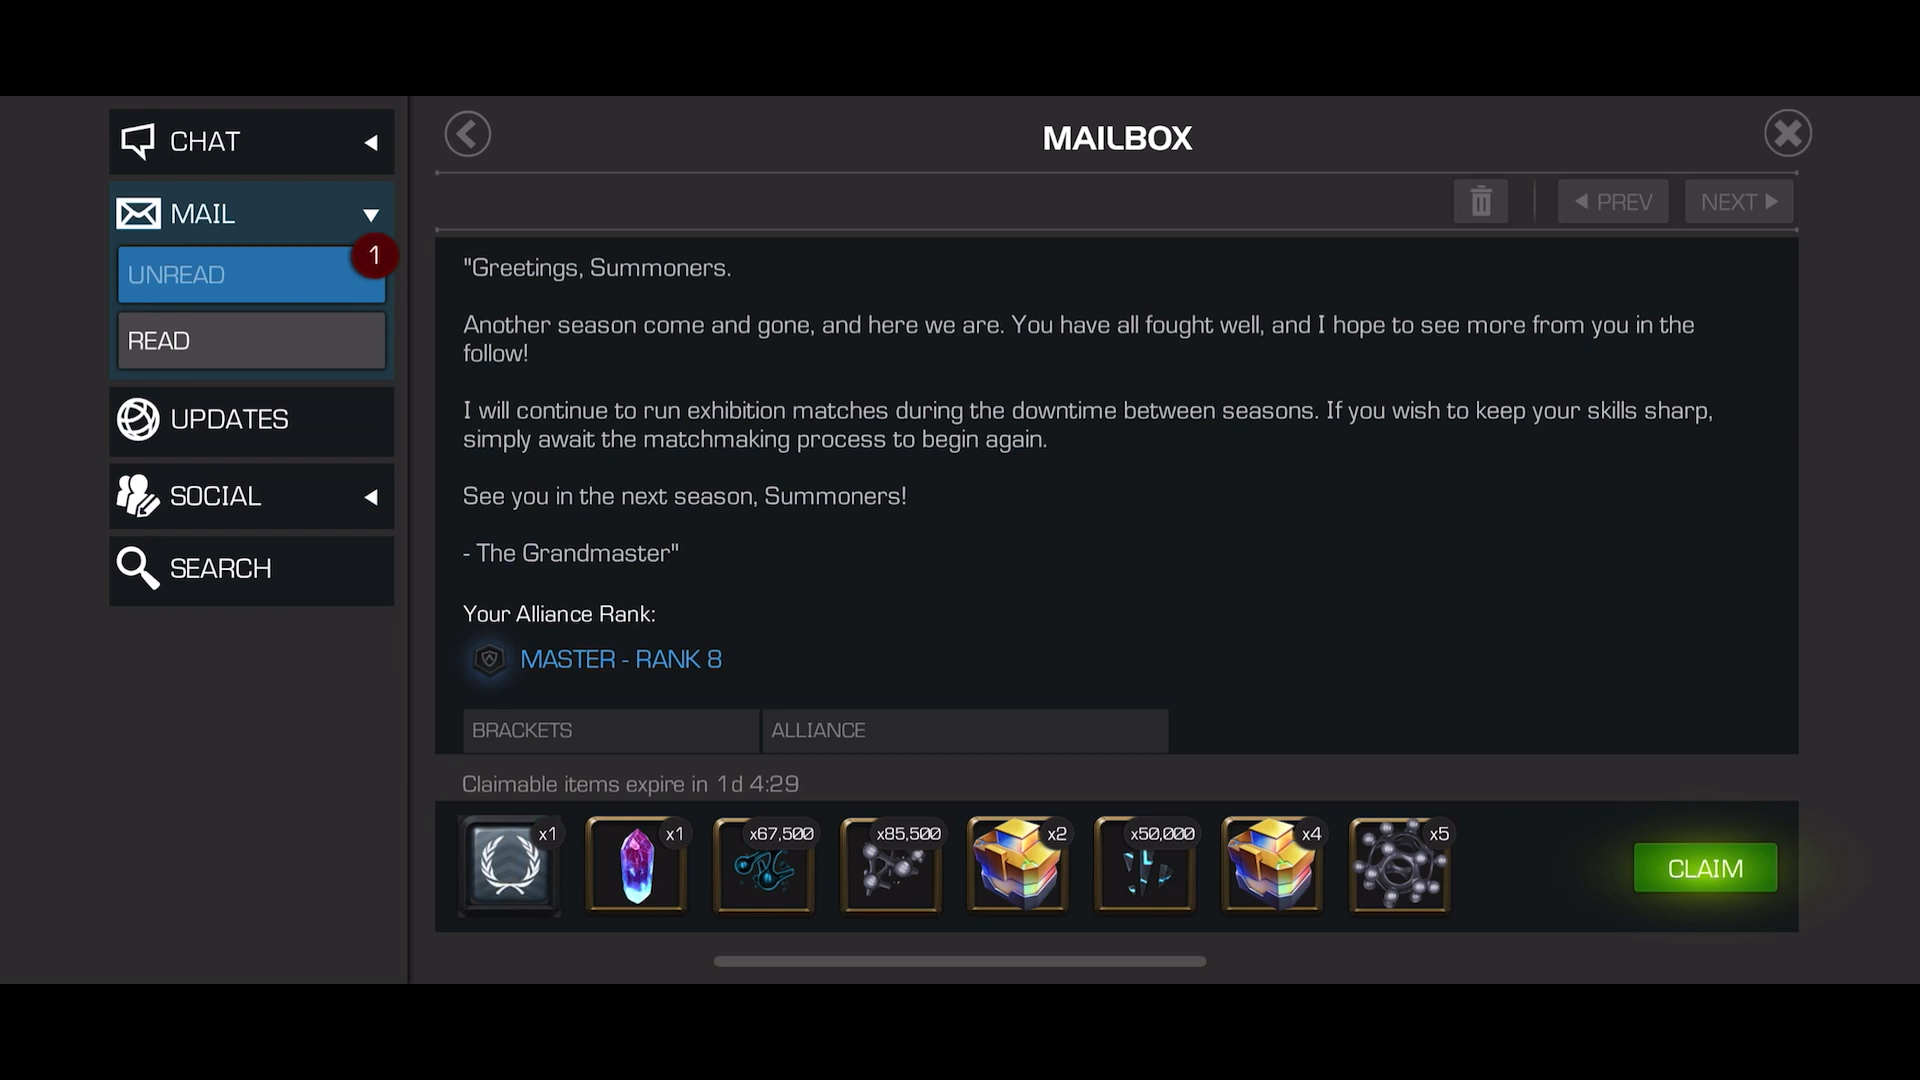 CHAT
MAIL
1
UNREAD
READ
UPDATES
SOCIAL
SEARCH
MAILBOX
PREV
NEXT
"Greetings, Summoners.
Another season come and gone, and here we are. You have all fought well, and I hope to see more from you in the
follow!
I will continue to run exhibition matches during the downtime between seasons. If you wish to keep your skills sharp,
simply await the matchmaking process to begin again.
See you in the next season, Summoners!
- The Grandmaster"
Your Alliance Rank:
MASTER - RANK 8
BRACKETS ALLIANCE
Claimable items expire in 1d 4:29
x1 x1 x67,500 x85,500 x2 x50,000 x4 x5
CLAIM